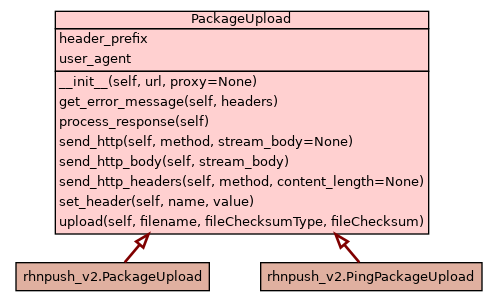 PackageUpload
header_prefix
user_agent
__init__(self, url, proxy=None)
get_error_message(self, headers)
process_response(self)
send_http(self, method, stream_body=None)
send_http_body(self, stream_body)
send_http_headers(self, method, content_length=None)
set_header(self, name, value)
upload(self, filename, fileChecksumType, fileChecksum)
rhnpush_v2.PackageUpload
rhnpush_v2.PingPackageUpload